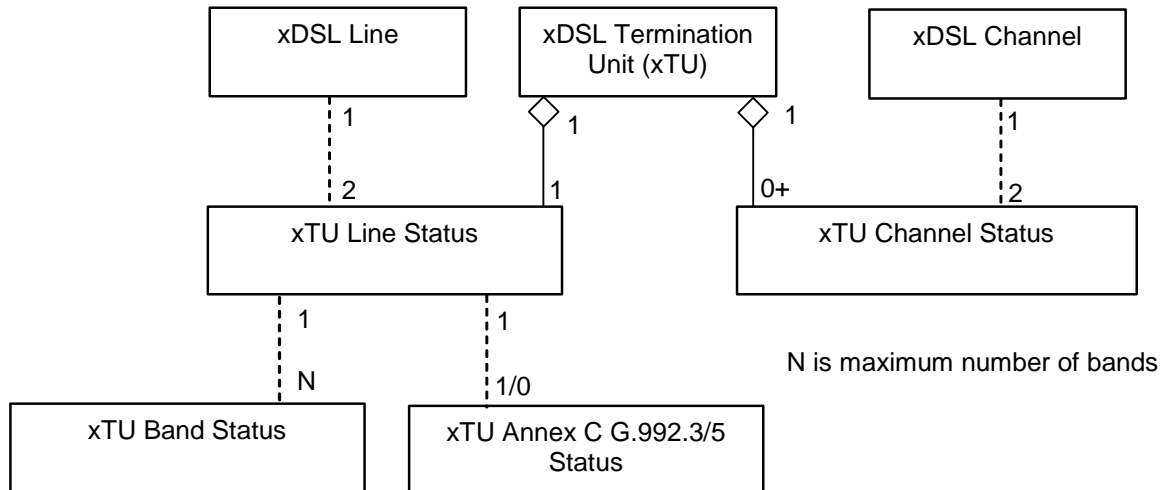 xDSL Line
xDSL Termination
Unit (xTU)
xDSL Channel
1
1
1
1
2
1
0+
2
xTU Line Status
xTU Channel Status
1
1
N is maximum number of bands
N
1/0
xTU Band Status
xTU Annex C G.992.3/5
Status